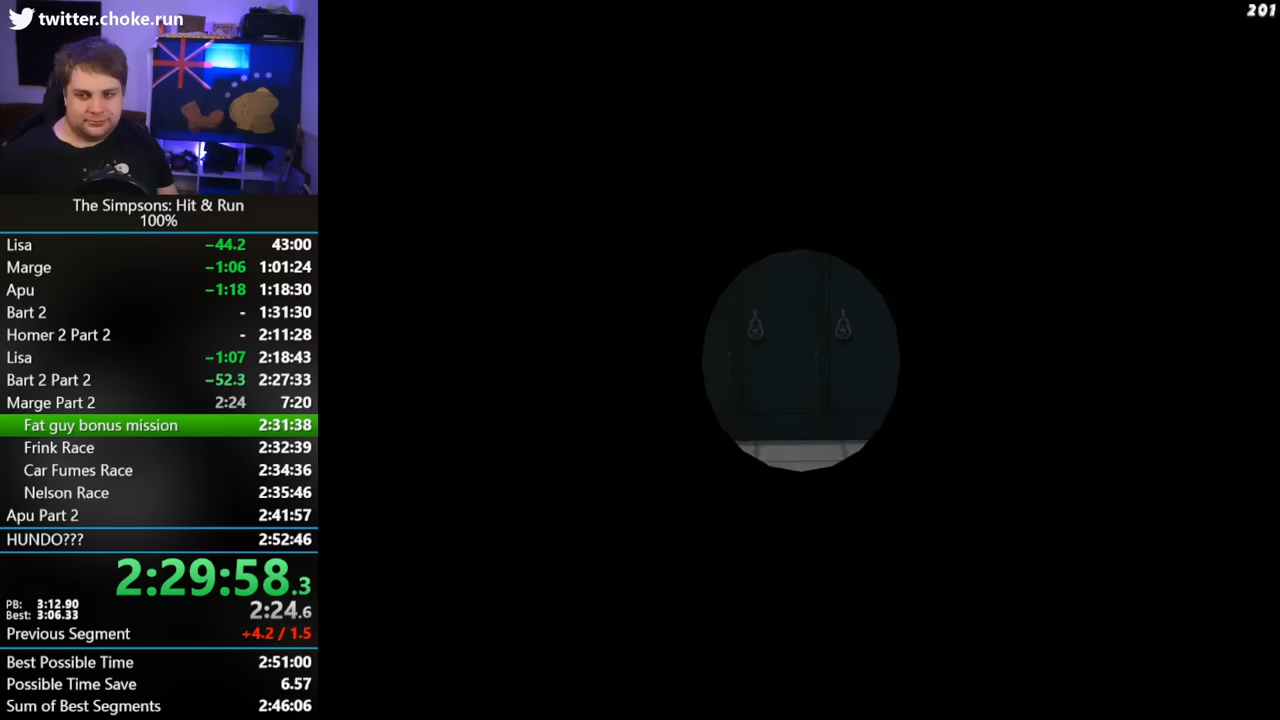 twitter.choke.run
201
The Simpsons: Hit & Run
100%
Lisa -44.2 43:00
Marge -1:06 1:01:24
Apu -1:18 1:18:30
Bart 2 - 1:31:30
Homer 2 Part 2 - 2:11:28
Lisa -1:07 2:18:43
Bart 2 Part 2 -52.3 2:27:33
Marge Part 2 2:24 7:20
Fat guy bonus mission 2:31:38
Frink Race 2:32:39
Car Fumes Race 2:34:36
Nelson Race 2:35:46
Apu Part 2 2:41:57
HUNDO??? 2:52:46
2:29:58.3
PB: 3:12.90
Best: 3:06.33
2:24.6
Previous Segment +4.2 / 1.5
Best Possible Time 2:51:00
Possible Time Save 6.57
Sum of Best Segments 2:46:06